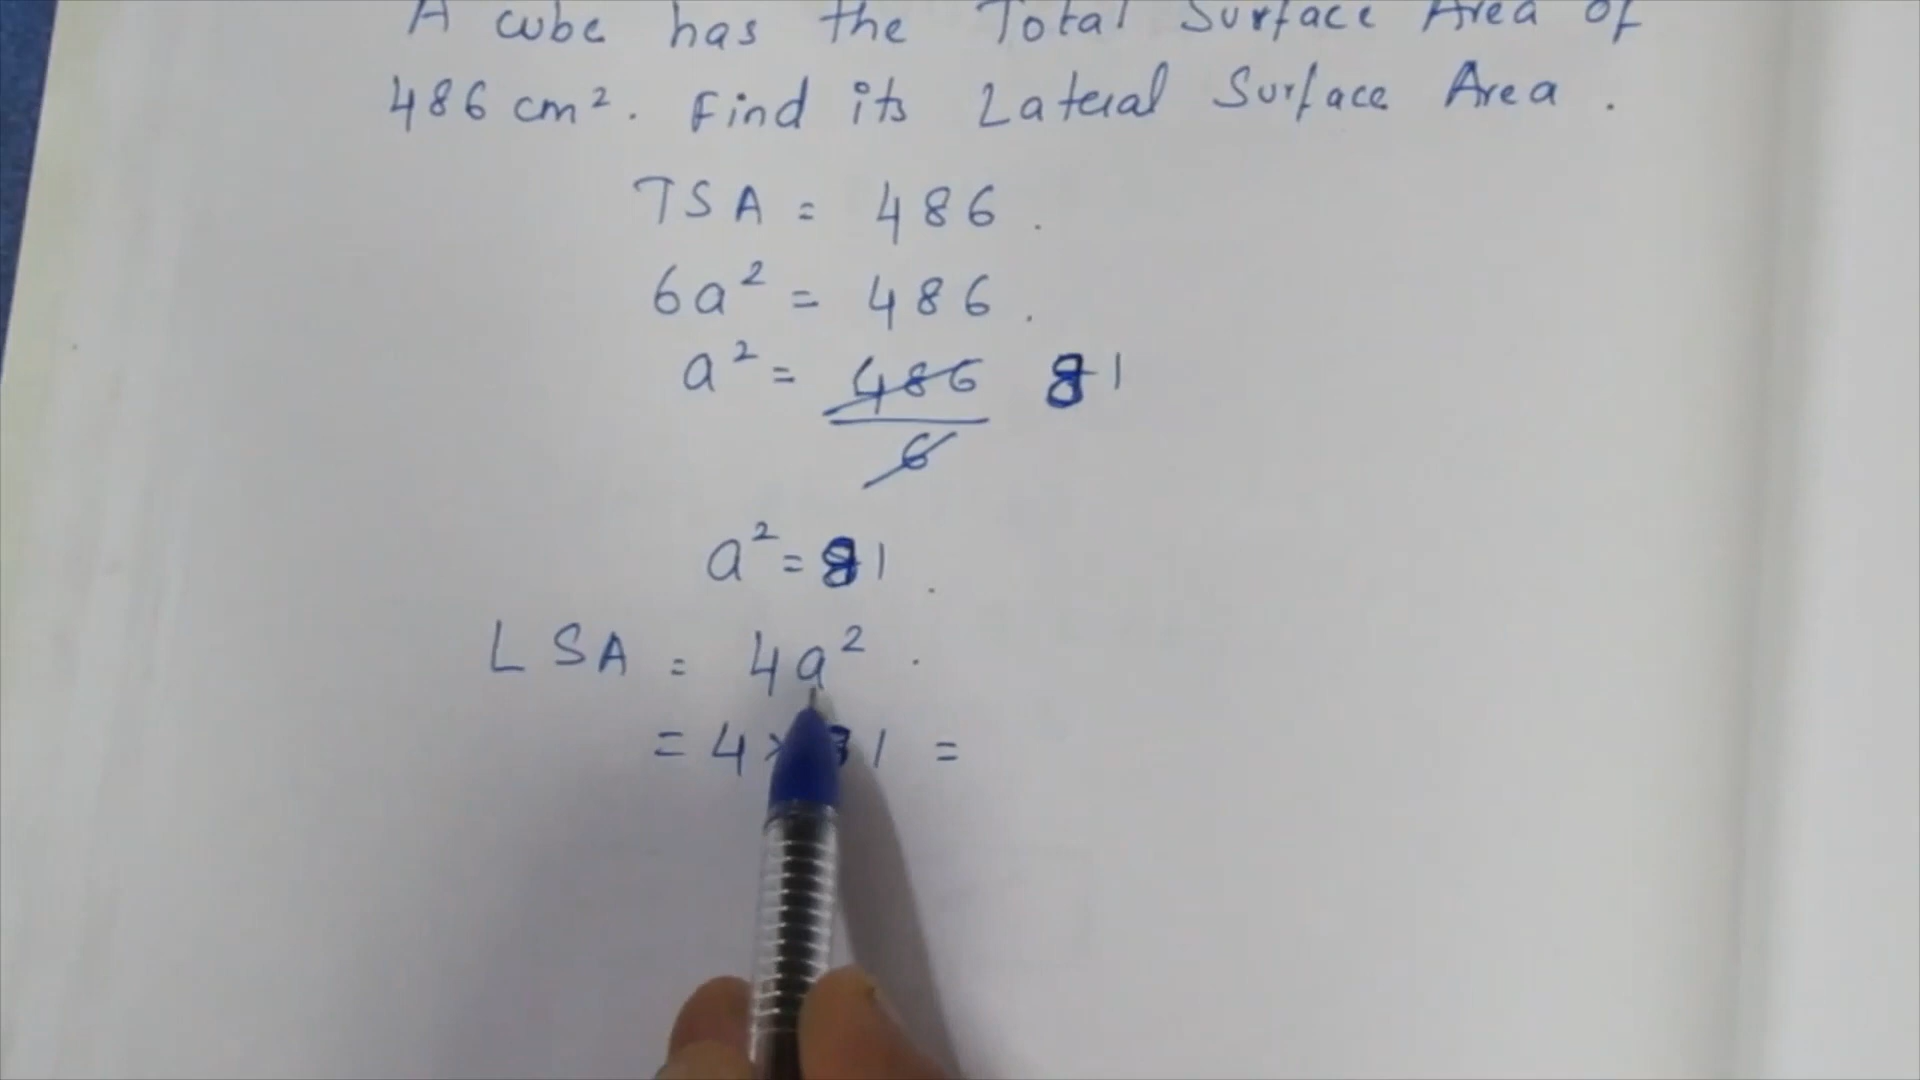 A cube has the Total Surface Area of
486 cm². Find its Lateral Surface Area.
TSA = 486.
6a² = 486.
a² = 486 81
6
a² = 81.
LSA = 4a².
= 4 × 81 =